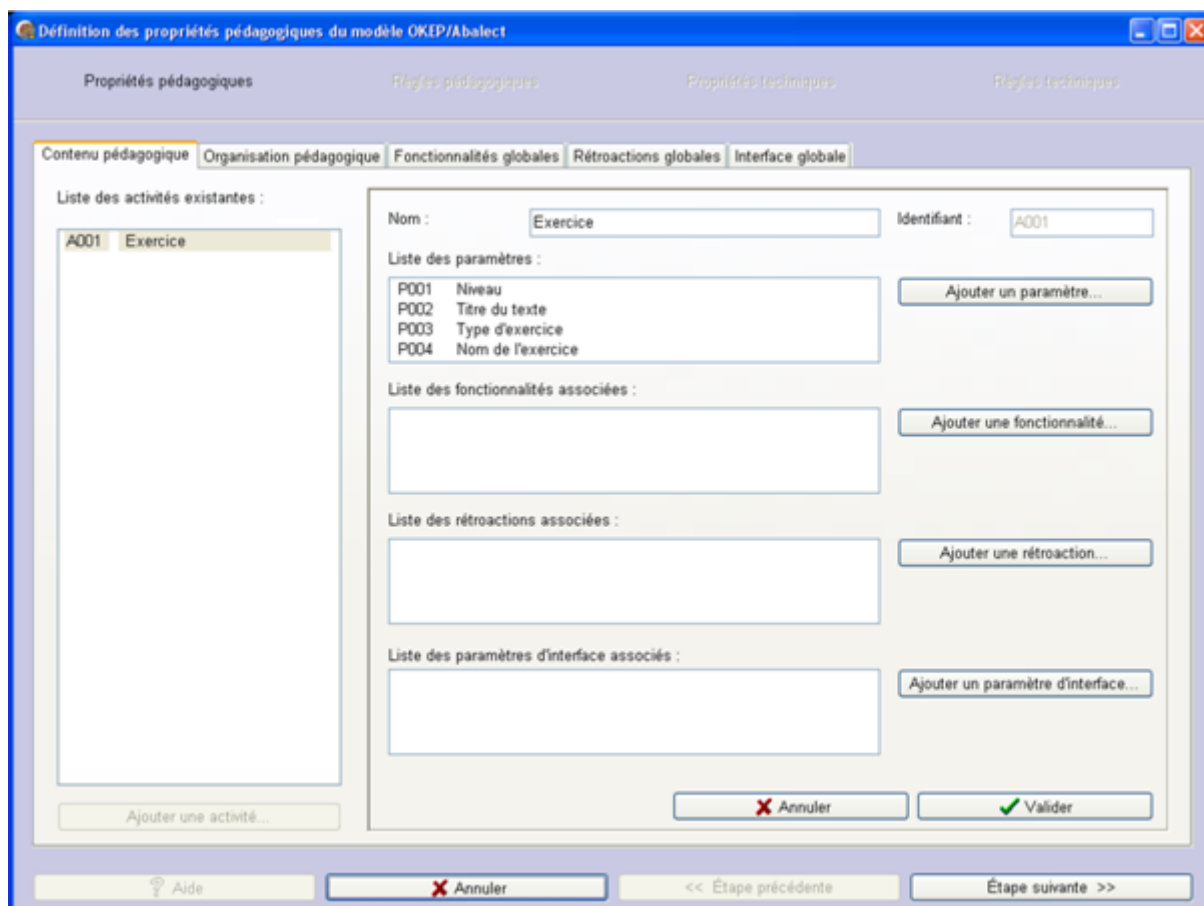 Définition des propriétés pédagogiques du modèle OKEP/Abalect
Propriétés pédagogiques Règles pédagogiques Propriétés techniques Règles techniques
Contenu pédagogique Organisation pédagogique Fonctionnalités globales Rétroactions globales Interface globale
Liste des activités existantes :
A001 Exercice
Nom : Exercice Identifiant : A001
Liste des paramètres :
P001 Niveau
P002 Titre du texte
P003 Type d'exercice
P004 Nom de l'exercice
Ajouter un paramètre...
Liste des fonctionnalités associées :
Ajouter une fonctionnalité...
Liste des rétroactions associées :
Ajouter une rétroaction...
Liste des paramètres d'interface associés :
Ajouter un paramètre d'interface...
Annuler Valider
Ajouter une activité...
Aide Annuler << Étape précédente Étape suivante >>